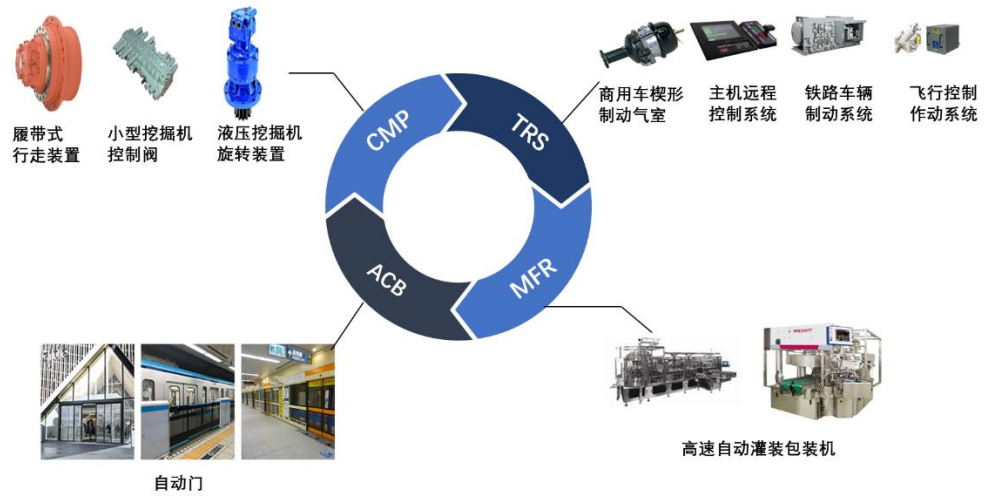 履带式
行走装置
小型挖掘机
控制阀
液压挖掘机
旋转装置
商用车楔形
制动气室
主机远程
控制系统
铁路车辆
制动系统
飞行控制
作动系统
CMP
TRS
ACB
MFR
自动门
高速自动灌装包装机